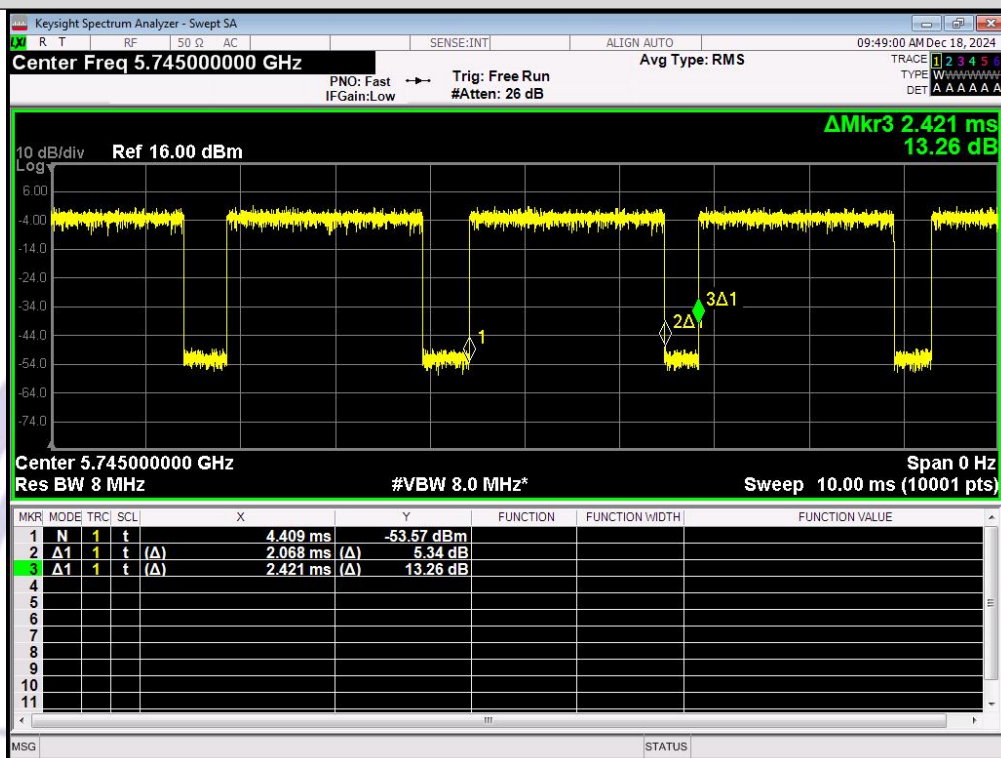 Keysight Spectrum Analyzer - Swept SA
LXI R T RF 50 Ω AC SENSE:INT ALIGN AUTO 09:49:00 AM Dec 18, 2024
Center Freq 5.745000000 GHz
PNO: Fast
IFGain:Low
Trig: Free Run
#Atten: 26 dB
Avg Type: RMS
TRACE 1 2 3 4 5 6
TYPE WWWWWW
DET A A A A A A
ΔMkr3 2.421 ms
13.26 dB
10 dB/div Ref 16.00 dBm
Log
6.00
-4.00
-14.0
-24.0
-34.0
-44.0
-54.0
-64.0
-74.0
1
2Δ
3Δ1
Center 5.745000000 GHz Span 0 Hz
Res BW 8 MHz #VBW 8.0 MHz* Sweep 10.00 ms (10001 pts)
MKR MODE TRC SCL X Y FUNCTION FUNCTION WIDTH FUNCTION VALUE
1 N 1 t 4.409 ms -53.57 dBm
2 Δ1 1 t (Δ) 2.068 ms (Δ) 5.34 dB
3 Δ1 1 t (Δ) 2.421 ms (Δ) 13.26 dB
4
5
6
7
8
9
10
11
MSG STATUS